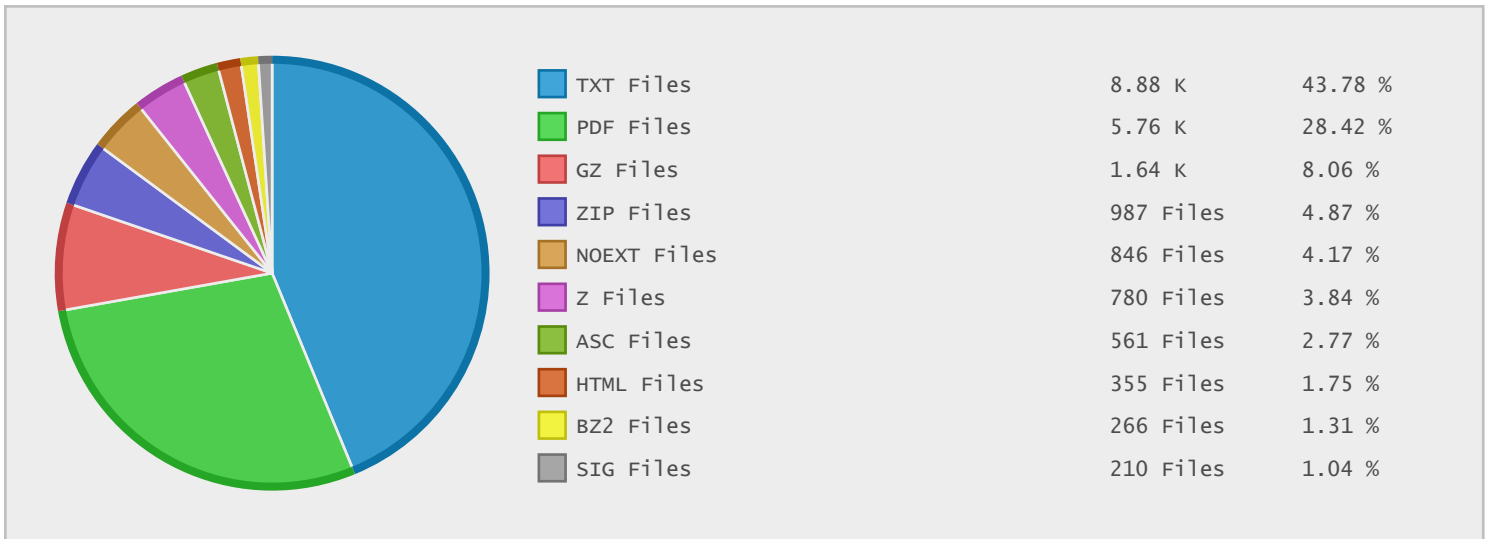 TXT Files 8.88 K 43.78 %
PDF Files 5.76 K 28.42 %
GZ Files 1.64 K 8.06 %
ZIP Files 987 Files 4.87 %
NOEXT Files 846 Files 4.17 %
Z Files 780 Files 3.84 %
ASC Files 561 Files 2.77 %
HTML Files 355 Files 1.75 %
BZ2 Files 266 Files 1.31 %
SIG Files 210 Files 1.04 %